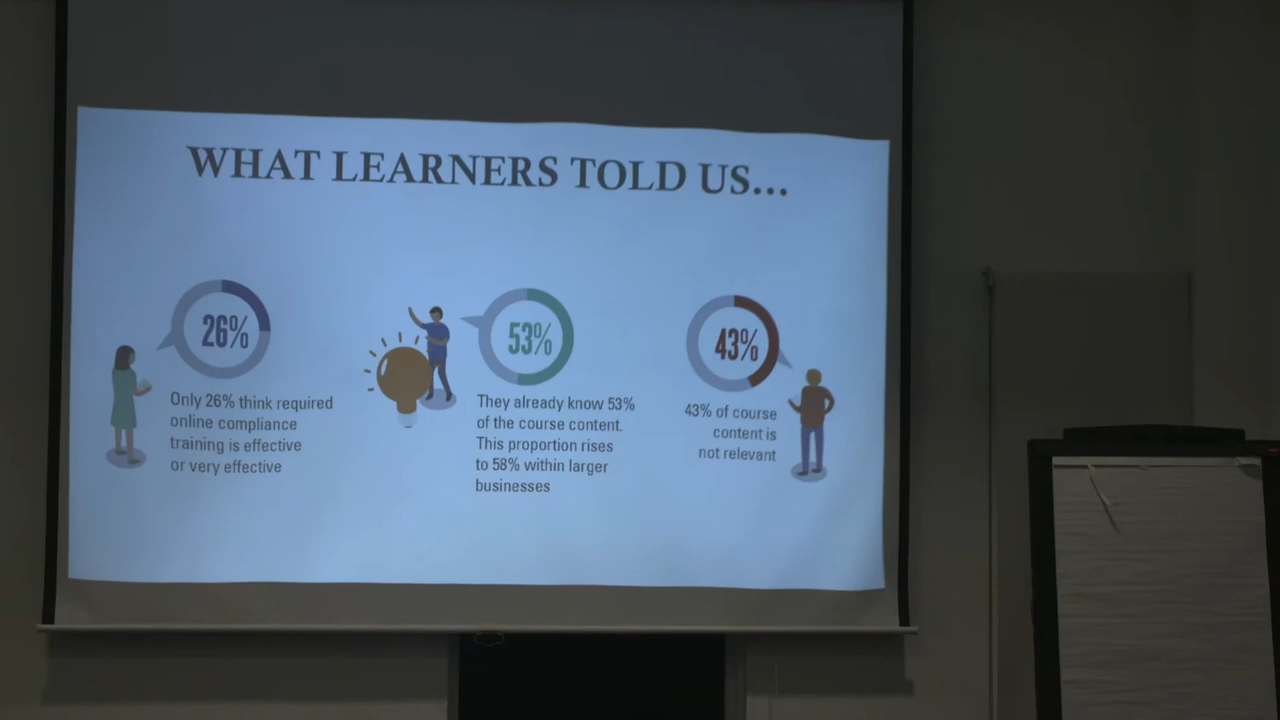 WHAT LEARNERS TOLD US...
26%
Only 26% think required
online compliance
training is effective
or very effective
53%
They already know 53%
of the course content.
This proportion rises
to 58% within larger
businesses
43%
43% of course
content is
not relevant